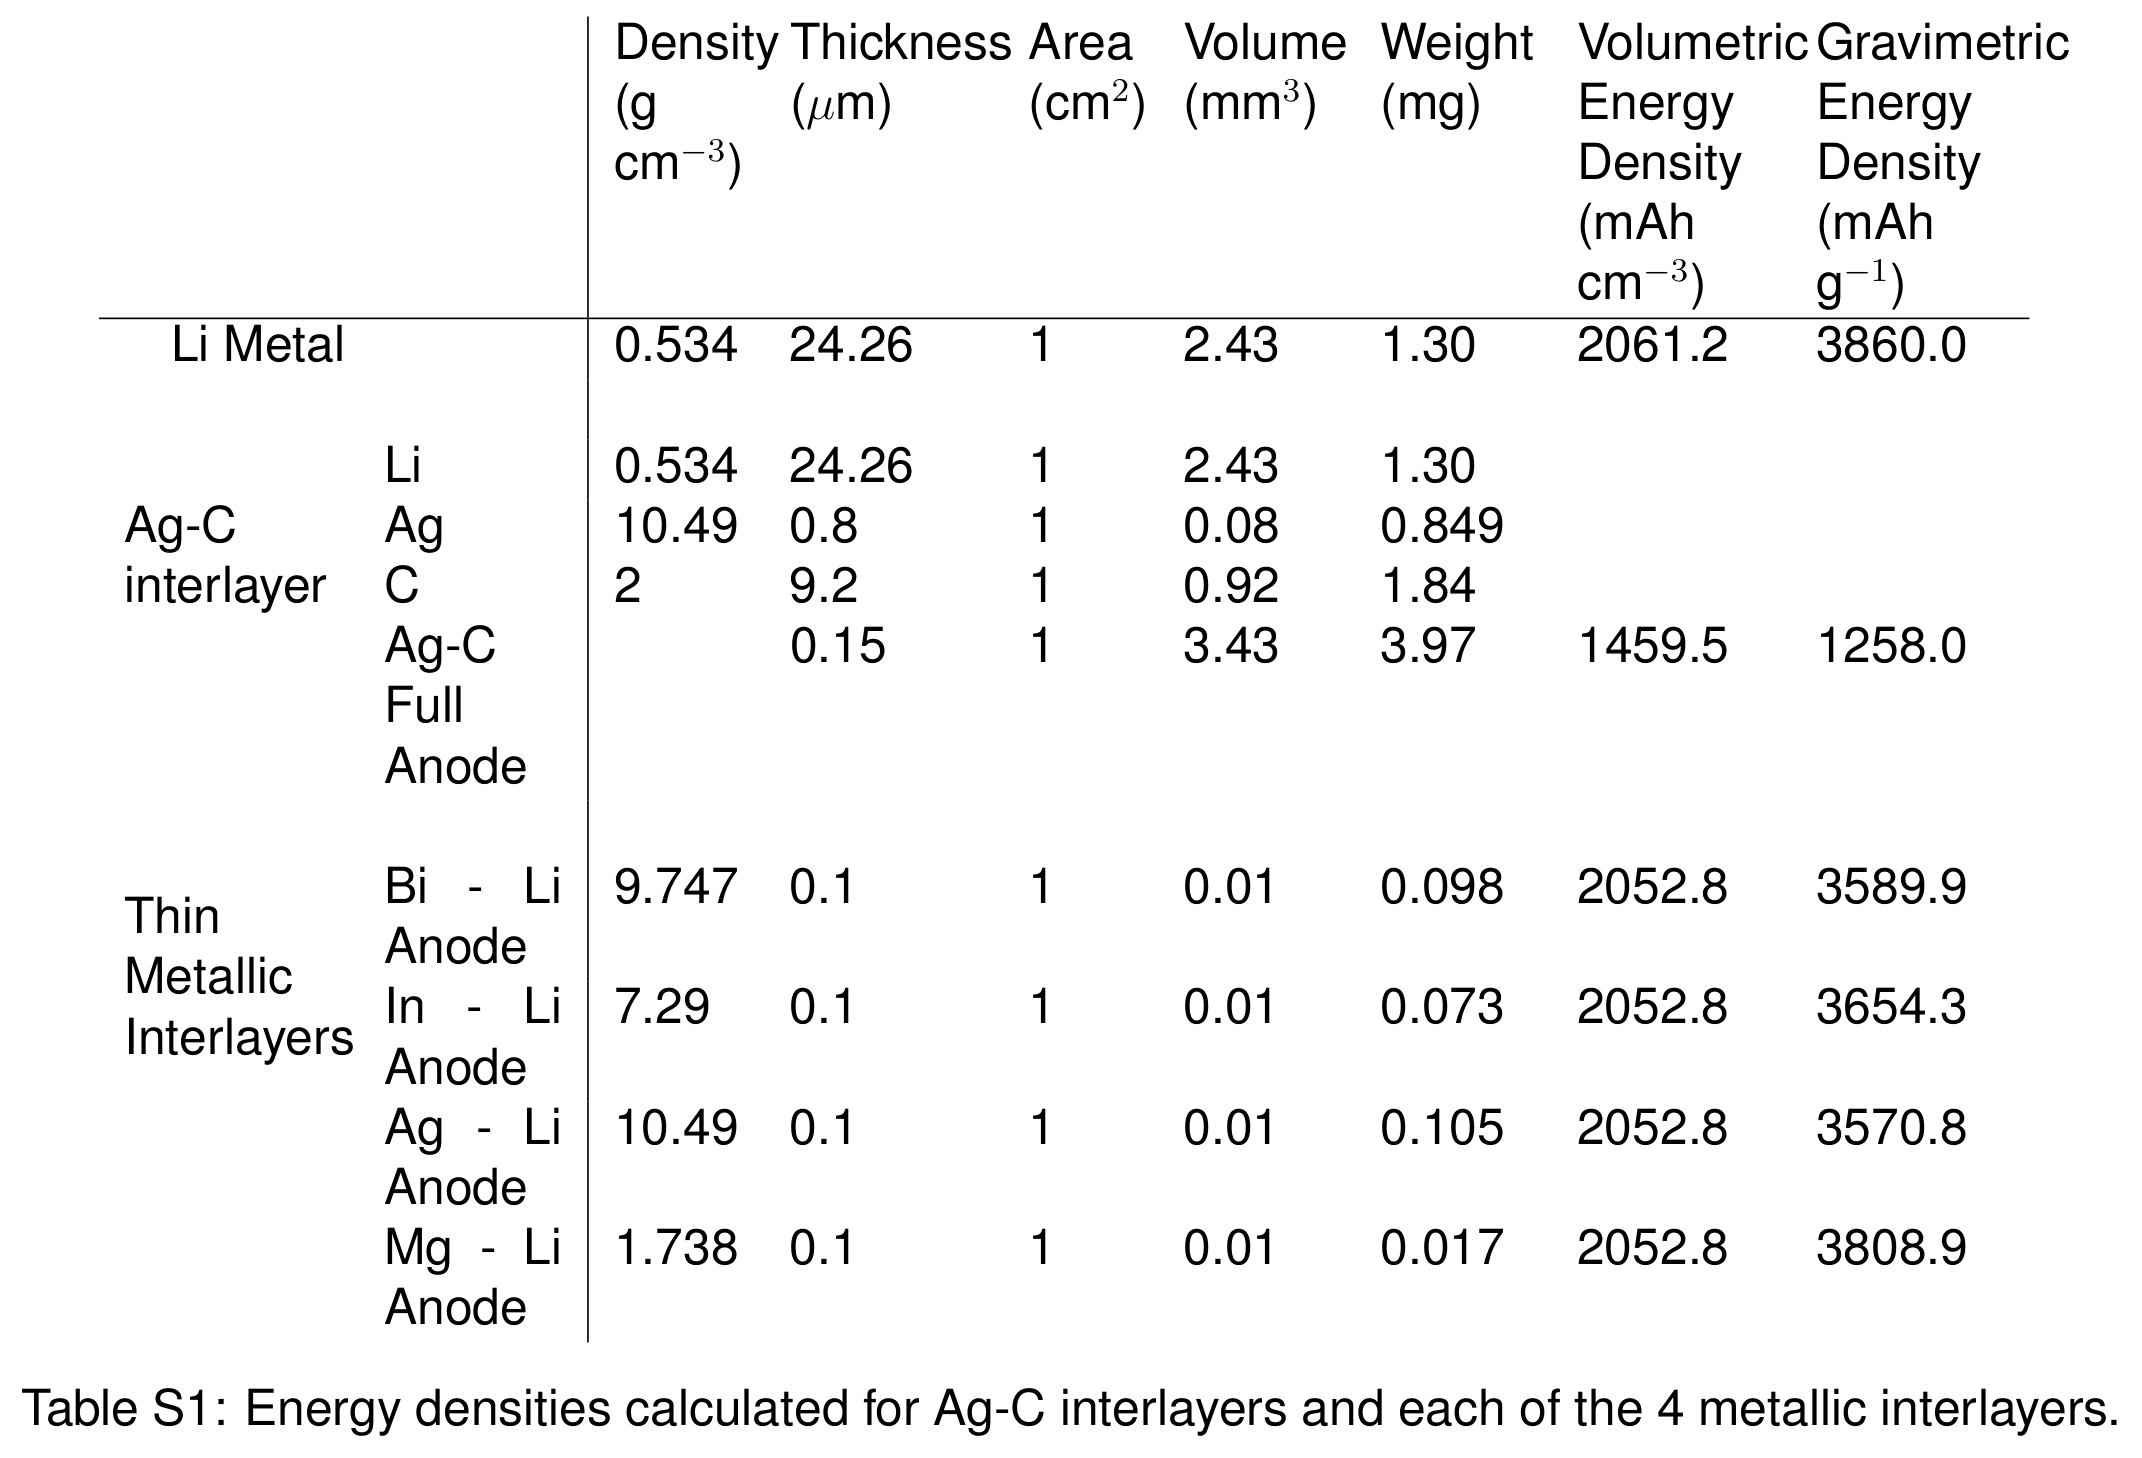 Density Thickness Area Volume Weight Volumetric Gravimetric
(g (μm) (cm²) (mm³) (mg) Energy Energy
cm⁻³) Density Density
(mAh (mAh
cm⁻³) g⁻¹)
Li Metal 0.534 24.26 1 2.43 1.30 2061.2 3860.0
Li 0.534 24.26 1 2.43 1.30
Ag-C Ag 10.49 0.8 1 0.08 0.849
interlayer C 2 9.2 1 0.92 1.84
Ag-C 0.15 1 3.43 3.97 1459.5 1258.0
Full
Anode
Bi - Li 9.747 0.1 1 0.01 0.098 2052.8 3589.9
Thin
Anode
Metallic
In - Li 7.29 0.1 1 0.01 0.073 2052.8 3654.3
Interlayers
Anode
Ag - Li 10.49 0.1 1 0.01 0.105 2052.8 3570.8
Anode
Mg - Li 1.738 0.1 1 0.01 0.017 2052.8 3808.9
Anode
Table S1: Energy densities calculated for Ag-C interlayers and each of the 4 metallic interlayers.